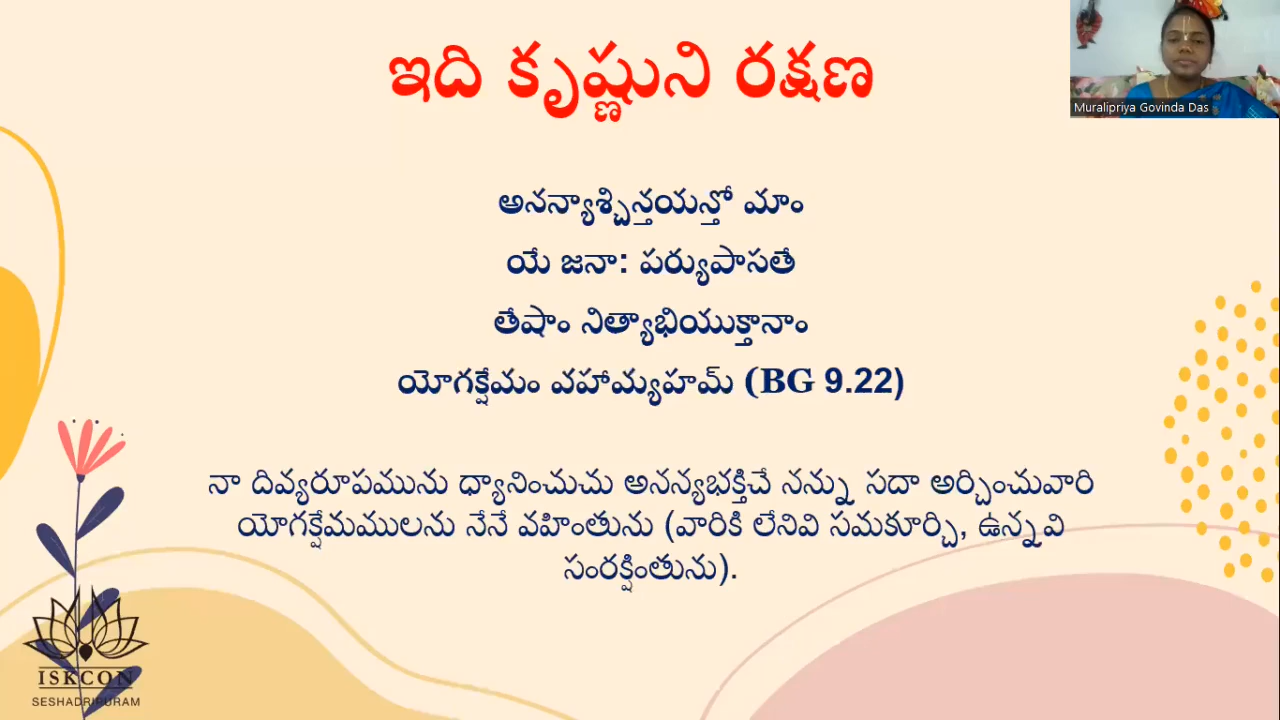 ఇది కృష్ణుని రక్షణ
Muralipriya Govinda Das
అనన్యాశ్చిన్తయన్తో మాం
యే జనా: పర్యుపాసతే
తేషాం నిత్యాభియుక్తానాం
యోగక్షేమం వహామ్యహమ్ (BG 9.22)
నా దివ్యరూపమును ధ్యానించుచు అనన్యభక్తిచే నన్ను సదా అర్చించువారి
యోగక్షేమములను నేనే వహింతును (వారికి లేనివి సమకూర్చి, ఉన్నవి
సంరక్షింతును).
ISKCON
SESHADRIPURAM